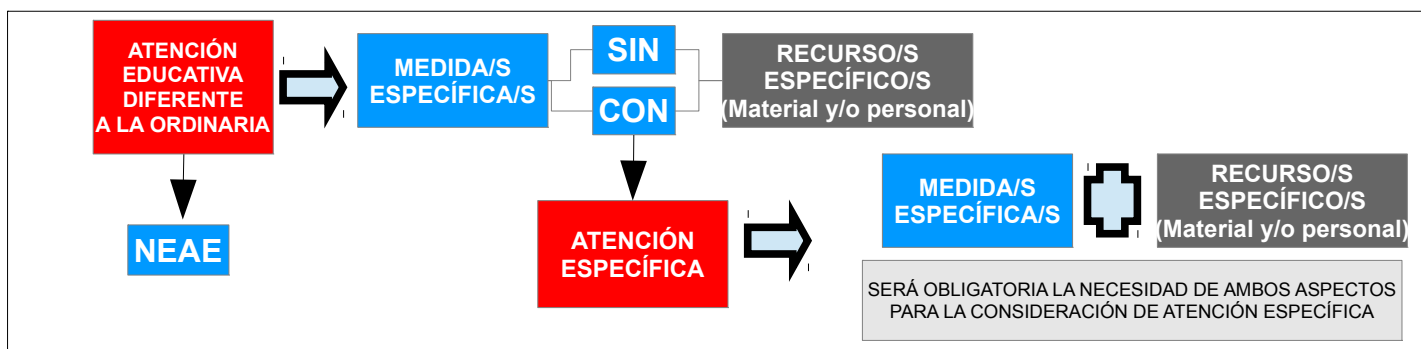 ATENCIÓN
EDUCATIVA
DIFERENTE
A LA ORDINARIA
MEDIDA/S
ESPECÍFICA/S
SIN
CON
RECURSO/S
ESPECÍFICO/S
(Material y/o personal)
NEAE
ATENCIÓN
ESPECÍFICA
MEDIDA/S
ESPECÍFICA/S
RECURSO/S
ESPECÍFICO/S
(Material y/o personal)
SERÁ OBLIGATORIA LA NECESIDAD DE AMBOS ASPECTOS
PARA LA CONSIDERACIÓN DE ATENCIÓN ESPECÍFICA